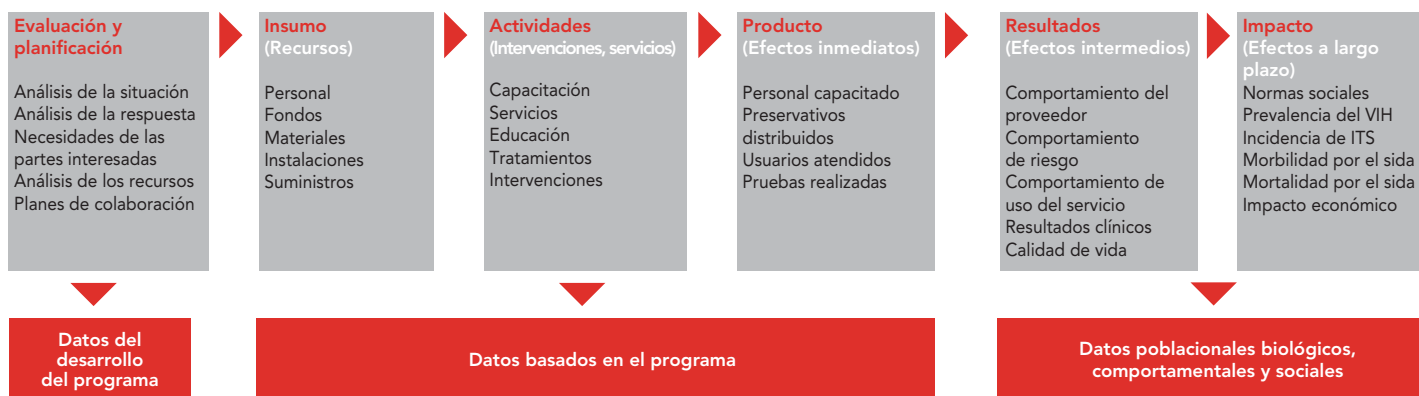 Evaluación y
planificación
Análisis de la situación
Análisis de la respuesta
Necesidades de las
partes interesadas
Análisis de los recursos
Planes de colaboración
Insumo
(Recursos)
Personal
Fondos
Materiales
Instalaciones
Suministros
Actividades
(Intervenciones, servicios)
Capacitación
Servicios
Educación
Tratamientos
Intervenciones
Producto
(Efectos inmediatos)
Personal capacitado
Preservativos
distribuidos
Usuarios atendidos
Pruebas realizadas
Resultados
(Efectos intermedios)
Comportamiento del
proveedor
Comportamiento
de riesgo
Comportamiento de
uso del servicio
Resultados clínicos
Calidad de vida
Impacto
(Efectos a largo
plazo)
Normas sociales
Prevalencia del VIH
Incidencia de ITS
Morbilidad por el sida
Mortalidad por el sida
Impacto económico
Datos del
desarrollo
del programa
Datos basados en el programa
Datos poblacionales biológicos,
comportamentales y sociales